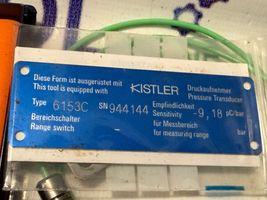 Diese Form ist ausgerüstet mit
This tool is equipped with
KISTLER
Druckaufnehmer
Pressure Transducer
Type 6153C SN 944144 Empfindlichkeit
Sensitivity -9,18 pC/bar
Bereichschalter
Range switch -
für Messbereich
for measuring range bar